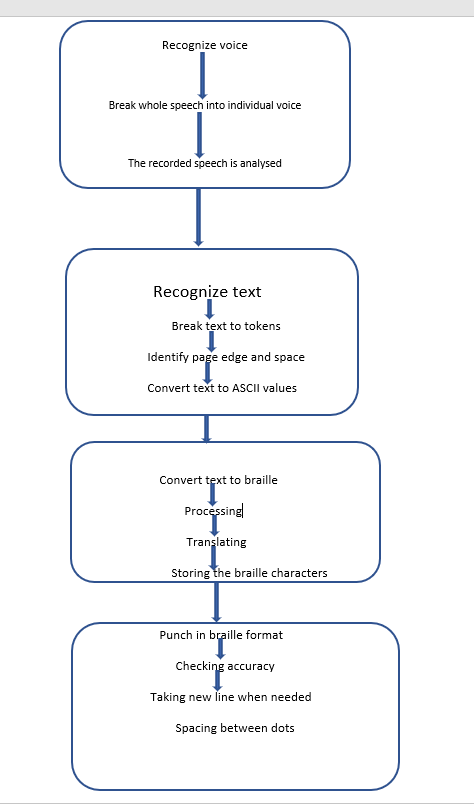 Recognize voice
Break whole speech into individual voice
The recorded speech is analysed
Recognize text
Break text to tokens
Identify page edge and space
Convert text to ASCII values
Convert text to braille
Processing
Translating
Storing the braille characters
Punch in braille format
Checking accuracy
Taking new line when needed
Spacing between dots